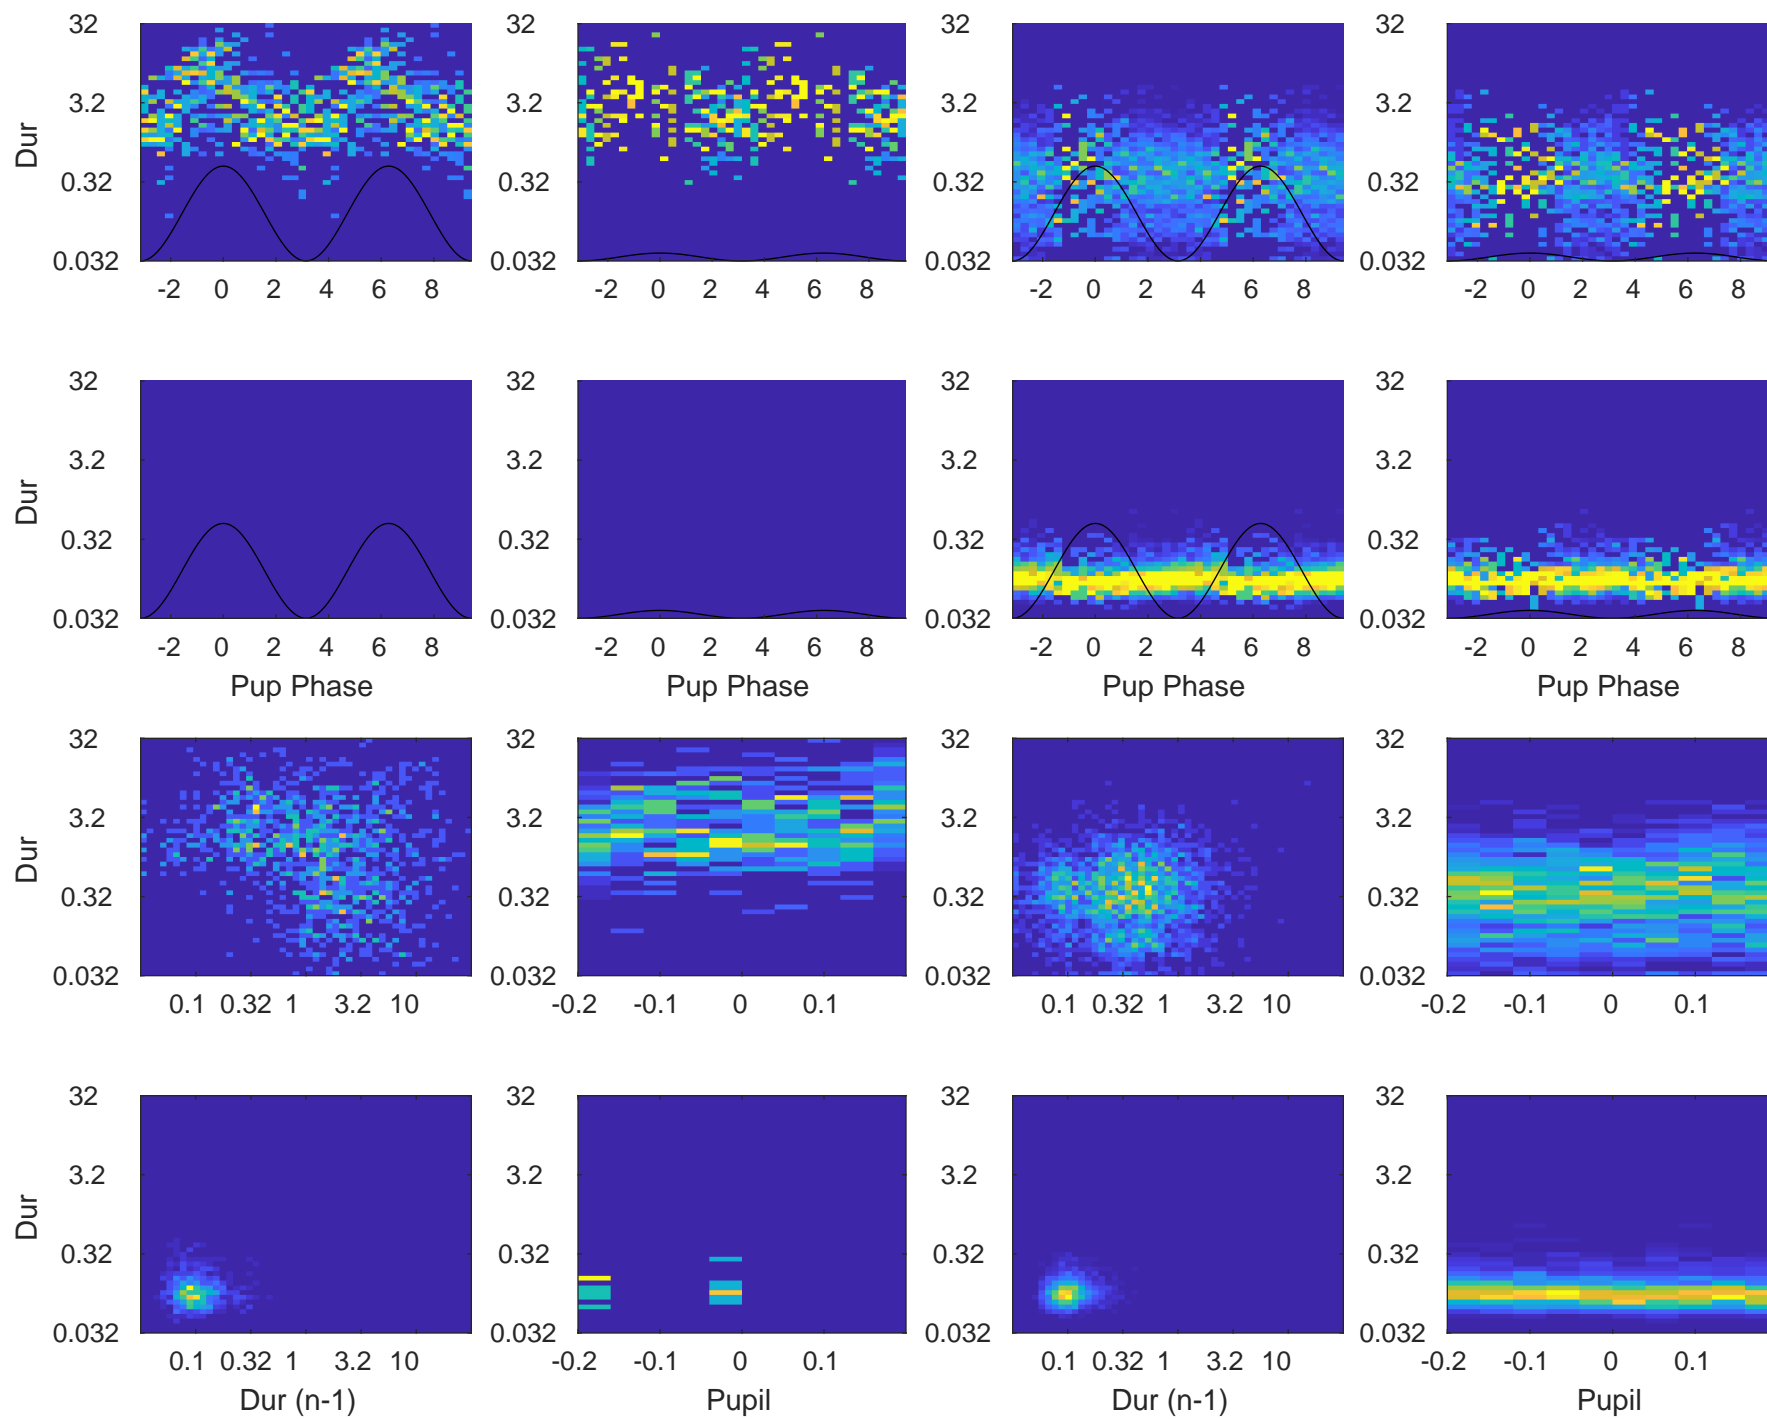 32 32 32 32
3.2 3.2 3.2 3.2
Dur
0.32 0.32 0.32 0.32
0.032 0.032 0.032 0.032
-2 0 2 4 6 8 -2 0 2 4 6 8 -2 0 2 4 6 8 -2 0 2 4 6 8
32 32 32 32
3.2 3.2 3.2 3.2
Dur
0.32 0.32 0.32 0.32
0.032 0.032 0.032 0.032
-2 0 2 4 6 8 -2 0 2 4 6 8 -2 0 2 4 6 8 -2 0 2 4 6 8
Pup Phase Pup Phase Pup Phase Pup Phase
32 32 32 32
3.2 3.2 3.2 3.2
Dur
0.32 0.32 0.32 0.32
0.032 0.032 0.032 0.032
0.1 0.32 1 3.2 10 -0.2 -0.1 0 0.1 0.1 0.32 1 3.2 10 -0.2 -0.1 0 0.1
32 32 32 32
3.2 3.2 3.2 3.2
Dur
0.32 0.32 0.32 0.32
0.032 0.032 0.032 0.032
0.1 0.32 1 3.2 10 -0.2 -0.1 0 0.1 0.1 0.32 1 3.2 10 -0.2 -0.1 0 0.1
Dur (n-1) Pupil Dur (n-1) Pupil